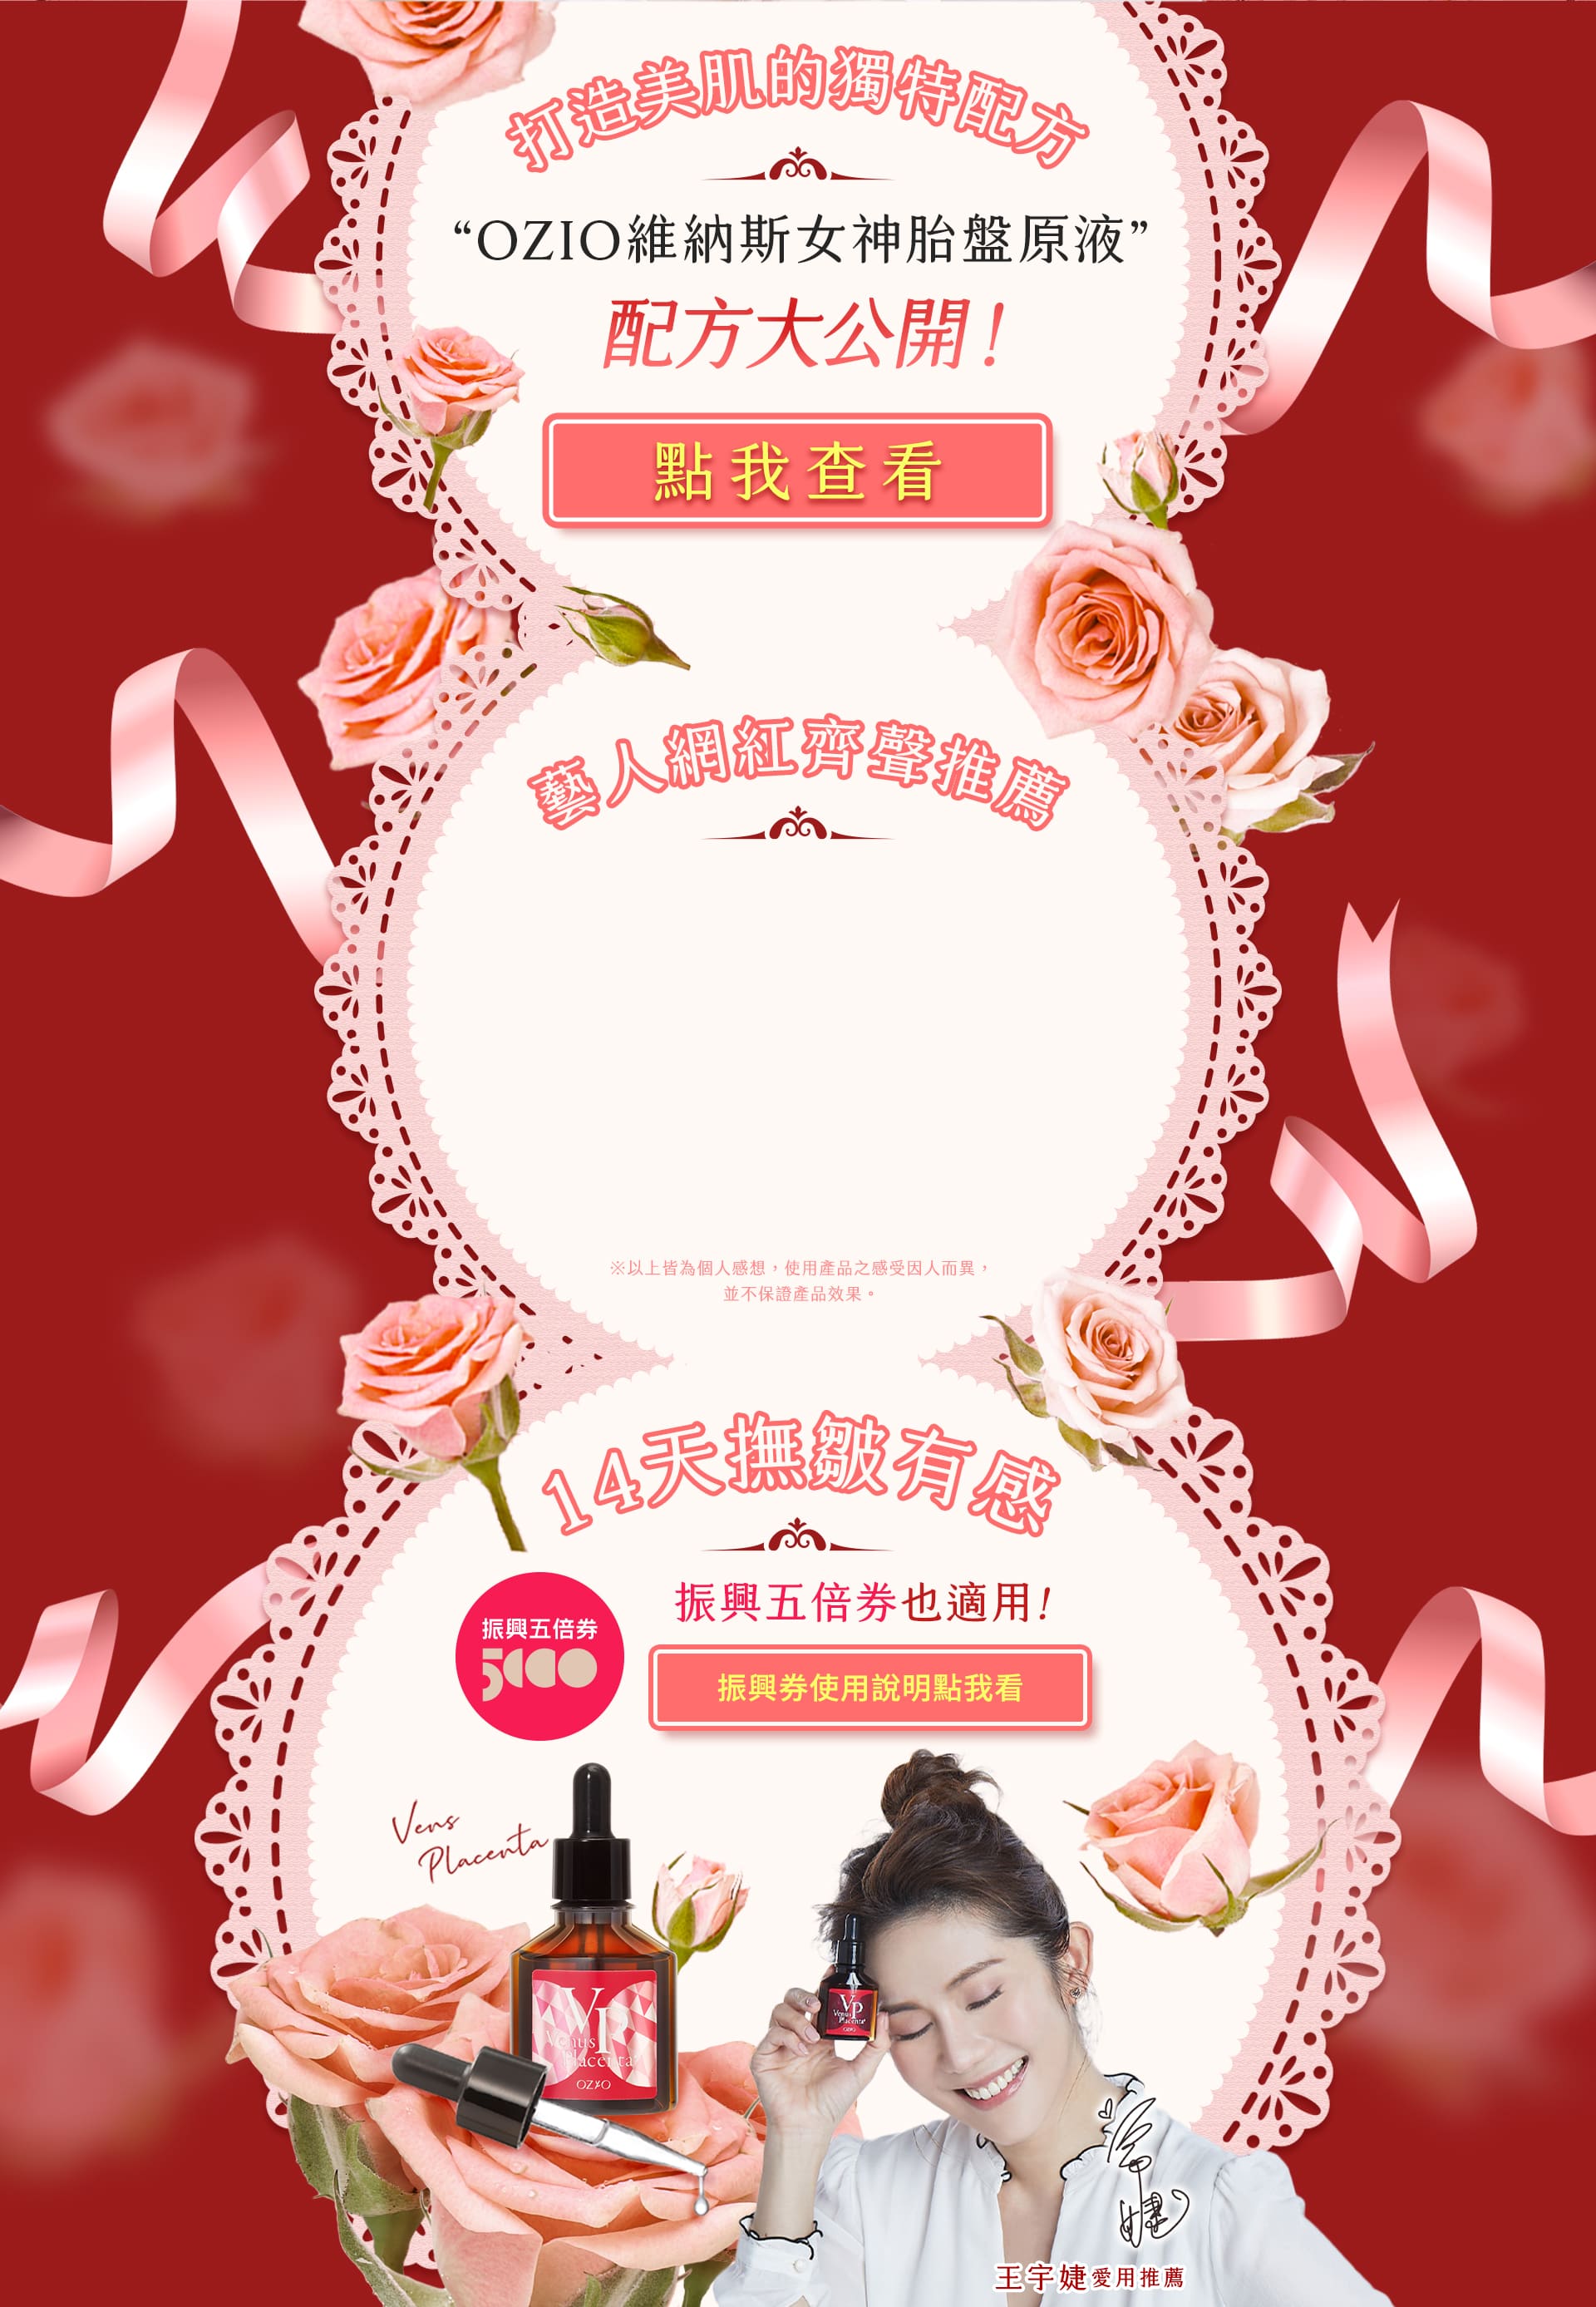 打造美肌的獨特配方
“OZIO維納斯女神胎盤原液”
配方大公開！
點我查看
藝人網紅齊聲推薦
※以上皆為個人感想，使用產品之感受因人而異，
並不保證產品效果。
14天撫皺有感
振興五倍券
5000
振興五倍券也適用！
振興券使用說明點我看
Vens
Placenta
VP
Venus
Placenta
OZIO
VP
Venus
Placenta
OZIO
王宇婕愛用推薦